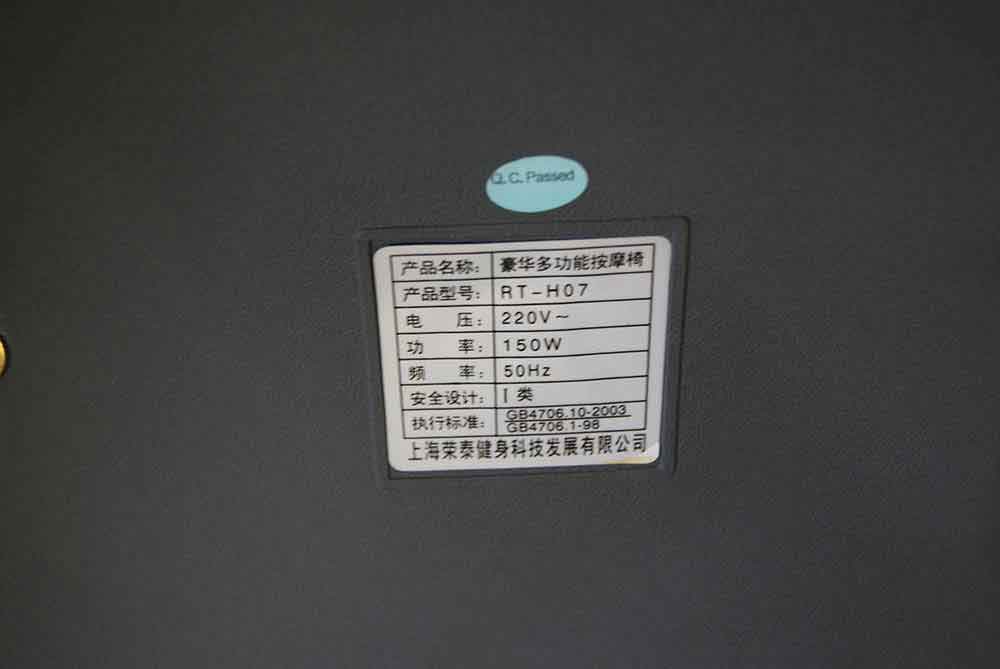 Q.C. Passed
产品名称： 豪华多功能按摩椅
产品型号： RT-H07
电 压： 220V~
功 率： 150W
频 率： 50Hz
安全设计： I 类
执行标准： GB4706.10-2003
GB4706.1-98
上海荣泰健身科技发展有限公司